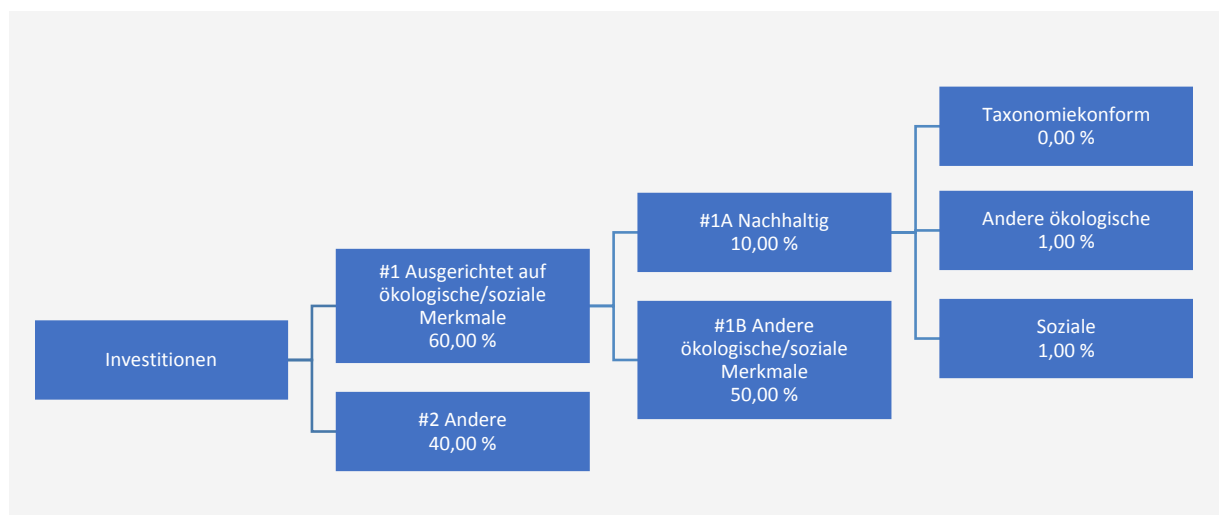 Investitionen
#1 Ausgerichtet auf
ökologische/soziale
Merkmale
60,00 %
#2 Andere
40,00 %
#1A Nachhaltig
10,00 %
#1B Andere
ökologische/soziale
Merkmale
50,00 %
Taxonomiekonform
0,00 %
Andere ökologische
1,00 %
Soziale
1,00 %